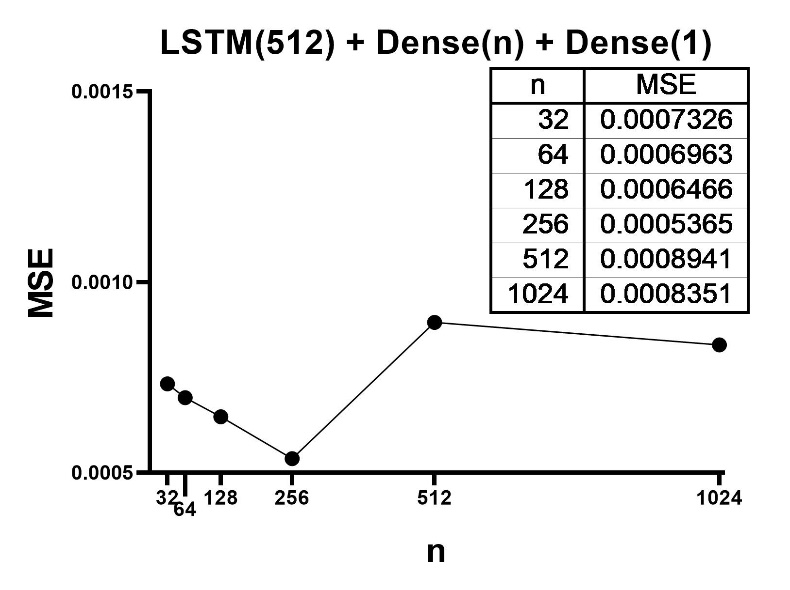 LSTM(512) + Dense(n) + Dense(1)
n MSE
32 0.0007326
64 0.0006963
128 0.0006466
256 0.0005365
512 0.0008941
1024 0.0008351
0.0015
0.0010
0.0005
MSE
32 64 128 256 512 1024
n